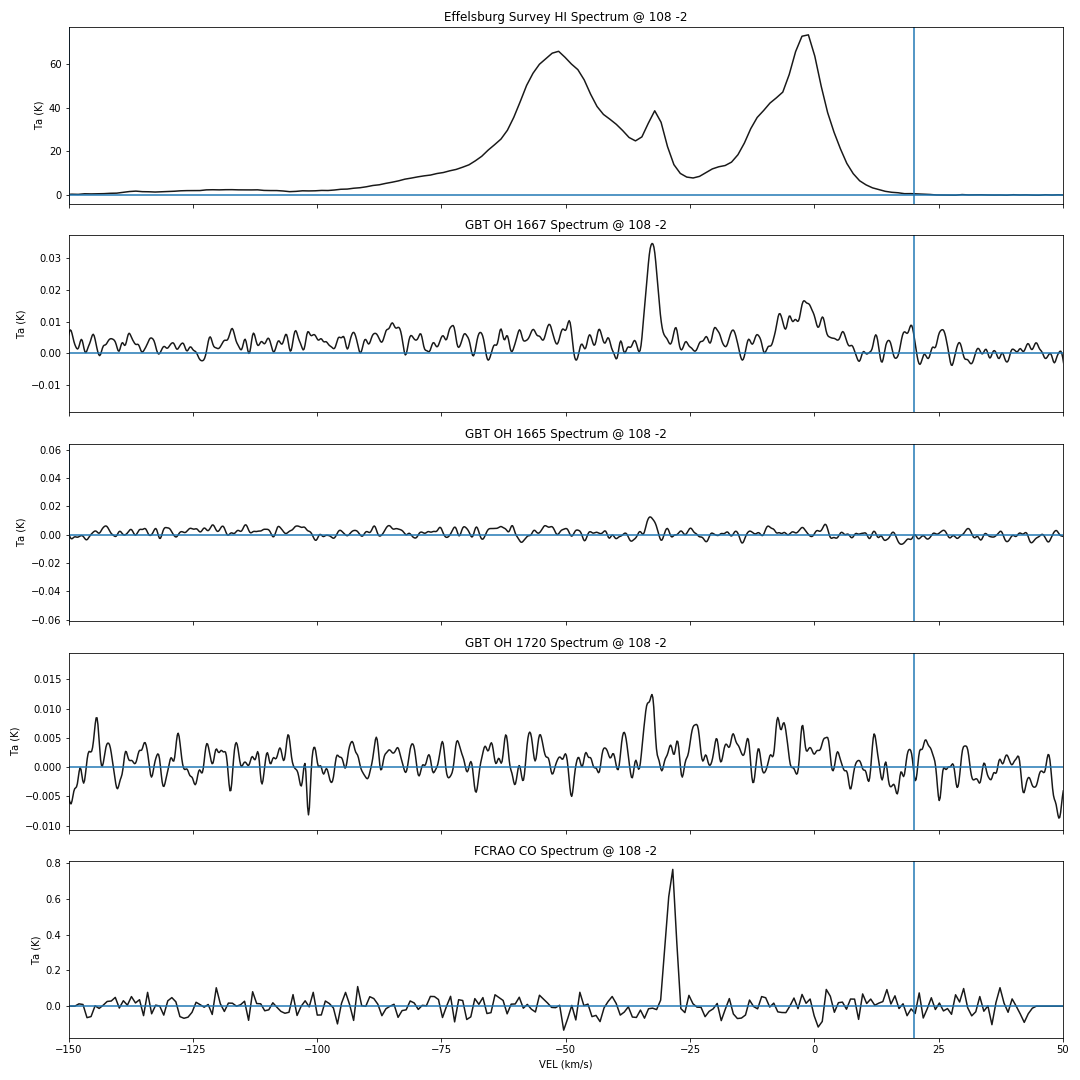 Effelsburg Survey HI Spectrum @ 108 -2
60
40
20
0
Ta (K)
GBT OH 1667 Spectrum @ 108 -2
0.03
0.02
0.01
0.00
−0.01
Ta (K)
GBT OH 1665 Spectrum @ 108 -2
0.06
0.04
0.02
0.00
−0.02
−0.04
−0.06
Ta (K)
GBT OH 1720 Spectrum @ 108 -2
0.015
0.010
0.005
0.000
−0.005
−0.010
Ta (K)
FCRAO CO Spectrum @ 108 -2
0.8
0.6
0.4
0.2
0.0
Ta (K)
−150 −125 −100 −75 −50 −25 0 25 50
VEL (km/s)